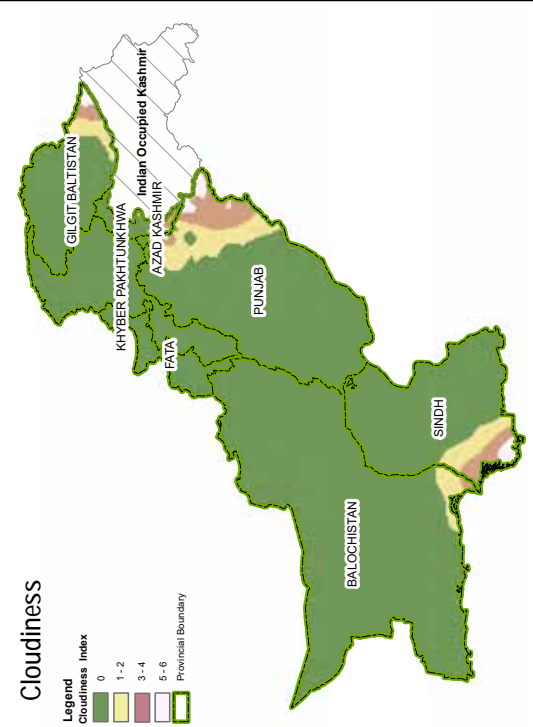 Cloudiness
Legend
Cloudiness Index
0
1 - 2
3 - 4
5 - 6
Provincial Boundary
GILGIT BALTISTAN
Indian Occupied Kashmir
KHYBER PAKHTUNKHWA
AZAD KASHMIR
FATA
PUNJAB
SINDH
BALOCHISTAN